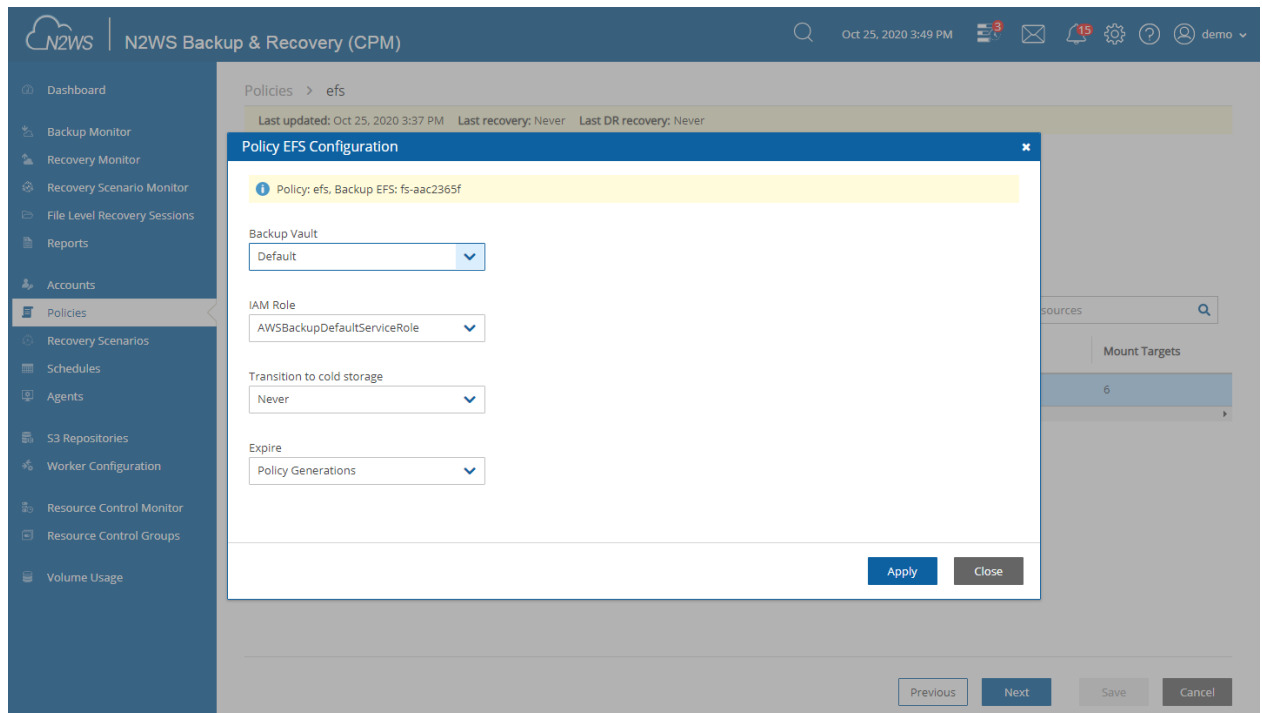 N2WS N2WS Backup & Recovery (CPM) Oct 25, 2020 3:49 PM 3 15 demo
Dashboard
Backup Monitor
Recovery Monitor
Recovery Scenario Monitor
File Level Recovery Sessions
Reports
Accounts
Policies
Recovery Scenarios
Schedules
Agents
S3 Repositories
Worker Configuration
Resource Control Monitor
Resource Control Groups
Volume Usage
Policies > efs
Last updated: Oct 25, 2020 3:37 PM Last recovery: Never Last DR recovery: Never
Policy EFS Configuration
Policy: efs, Backup EFS: fs-aac2365f
Backup Vault
Default
IAM Role
AWSBackupDefaultServiceRole
Transition to cold storage
Never
Expire
Policy Generations
Apply Close
sources
Mount Targets
6
Previous Next Save Cancel